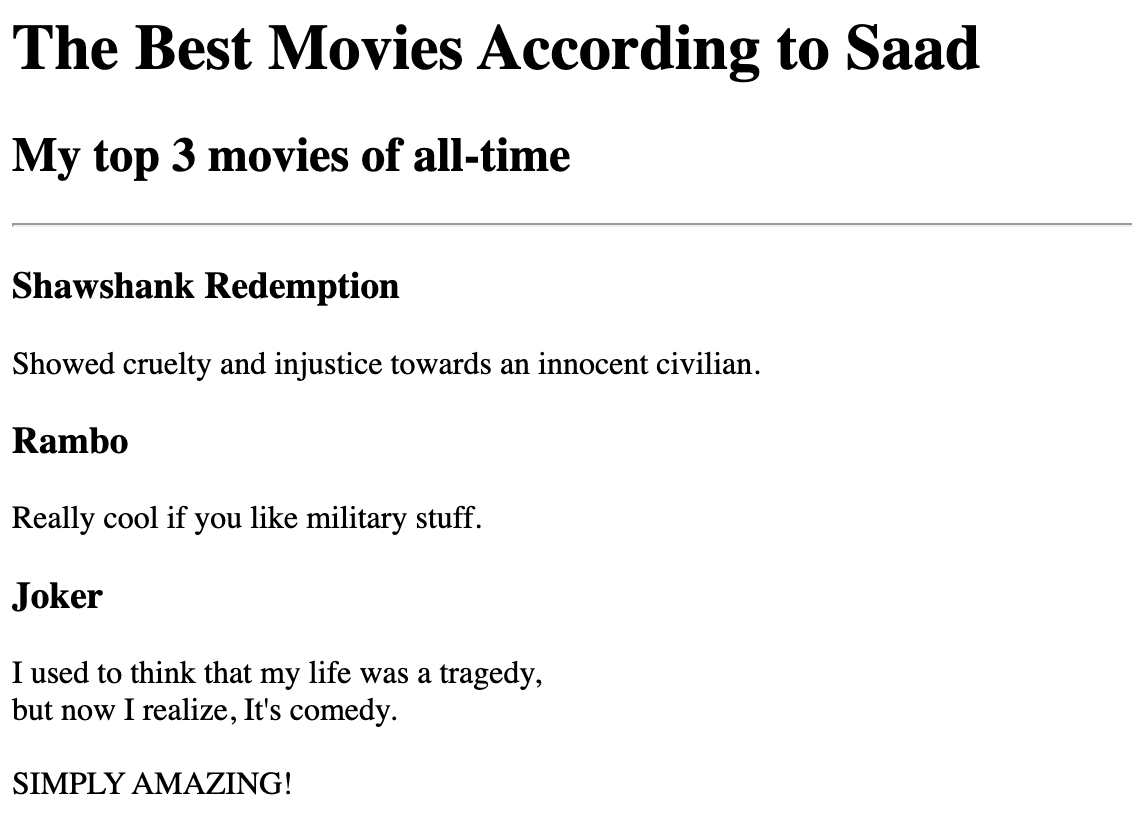 The Best Movies According to Saad
My top 3 movies of all-time
Shawshank Redemption
Showed cruelty and injustice towards an innocent civilian.
Rambo
Really cool if you like military stuff.
Joker
I used to think that my life was a tragedy,
but now I realize, It's comedy.
SIMPLY AMAZING!